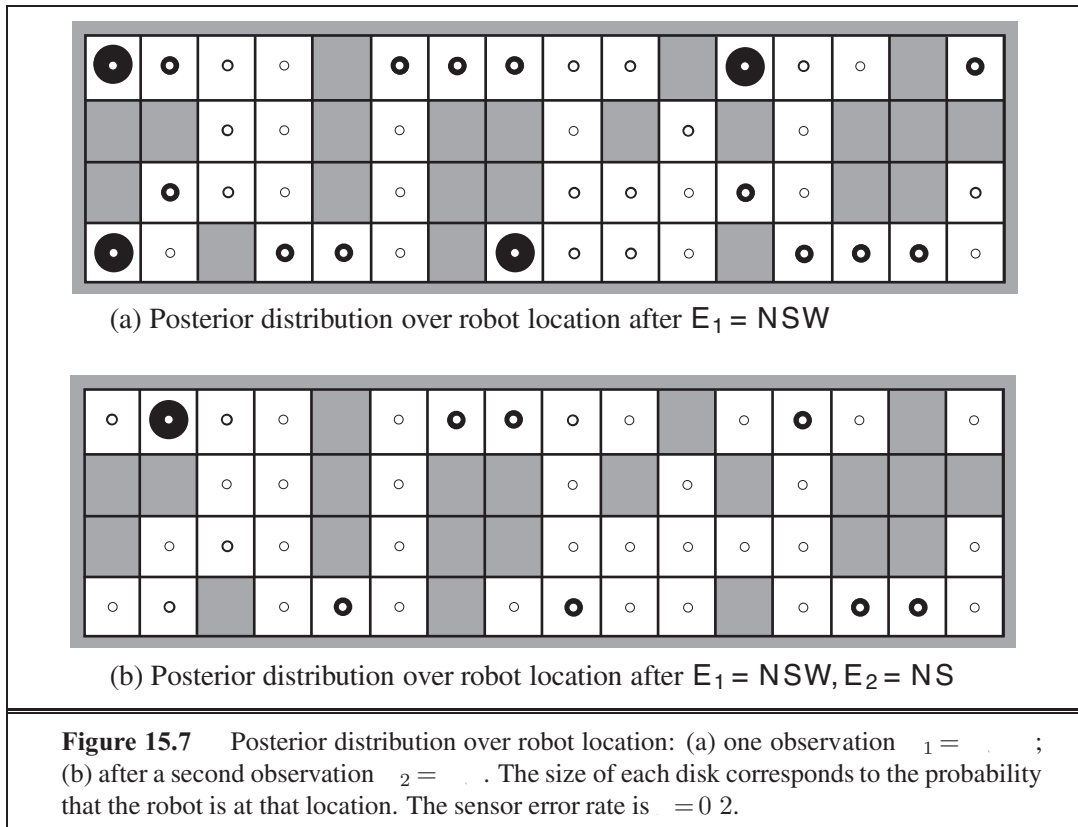 (a) Posterior distribution over robot location after E1 = NSW
(b) Posterior distribution over robot location after E1 = NSW, E2 = NS
Figure 15.7 Posterior distribution over robot location: (a) one observation 1 = ;
(b) after a second observation 2 = . The size of each disk corresponds to the probability
that the robot is at that location. The sensor error rate is =0 2.